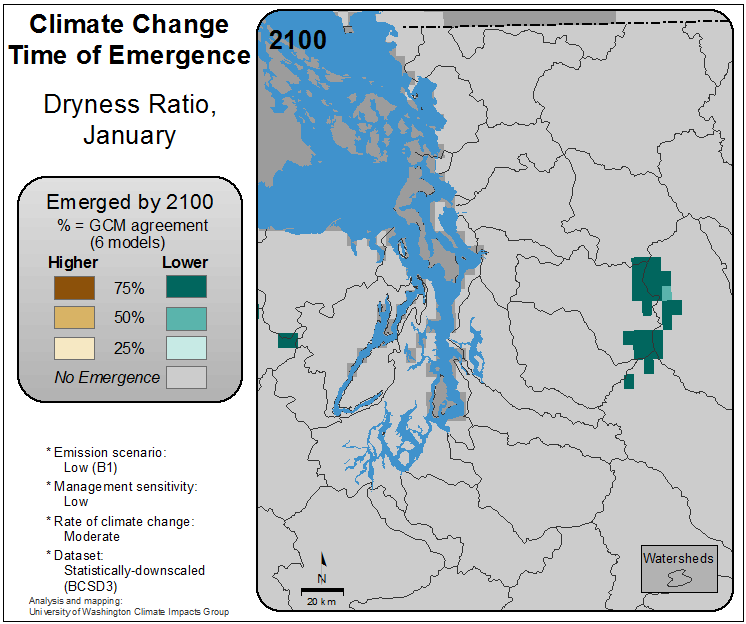 Climate Change
Time of Emergence
Dryness Ratio,
January
Emerged by 2100
% = GCM agreement
(6 models)
Higher Lower
75%
50%
25%
No Emergence
* Emission scenario:
Low (B1)
* Management sensitivity:
Low
* Rate of climate change:
Moderate
* Dataset:
Statistically-downscaled
(BCSD3)
Analysis and mapping:
University of Washington Climate Impacts Group
2100
N
20 km
Watersheds